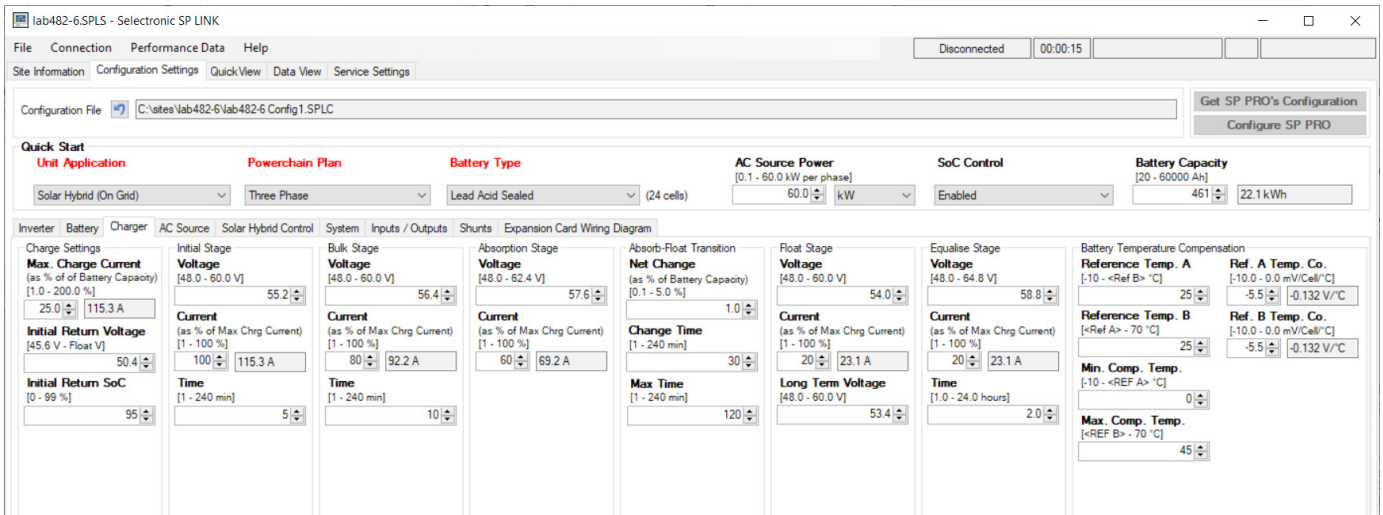 lab482-6.SPLS - Selectronic SP LINK
File Connection Performance Data Help
Disconnected 00:00:15
Site Information Configuration Settings QuickView Data View Service Settings
Configuration File C:\sites\lab482-6\lab482-6 Config1.SPLC
Get SP PRO's Configuration
Configure SP PRO
Quick Start
Unit Application Powerchain Plan Battery Type AC Source Power SoC Control Battery Capacity
[0.1 - 60.0 kW per phase] [20 - 60000 Ah]
Solar Hybrid (On Grid) Three Phase Lead Acid Sealed (24 cells) 60.0 kW Enabled 461 22.1 kWh
Inverter Battery Charger AC Source Solar Hybrid Control System Inputs / Outputs Shunts Expansion Card Wiring Diagram
Charge Settings
Max. Charge Current
(as % of of Battery Capacity)
[1.0 - 200.0 %]
25.0 115.3 A
Initial Return Voltage
[45.6 V - Float V]
50.4
Initial Return SoC
[0 - 99 %]
95
Initial Stage
Voltage
[48.0 - 60.0 V]
55.2
Current
(as % of Max Chrg Current)
[1 - 100 %]
100 115.3 A
Time
[1 - 240 min]
5
Bulk Stage
Voltage
[48.0 - 60.0 V]
56.4
Current
(as % of Max Chrg Current)
[1 - 100 %]
80 92.2 A
Time
[1 - 240 min]
10
Absorption Stage
Voltage
[48.0 - 62.4 V]
57.6
Current
(as % of Max Chrg Current)
[1 - 100 %]
60 69.2 A
Absorb-Float Transition
Net Change
(as % of Battery Capacity)
[0.1 - 5.0 %]
1.0
Change Time
[1 - 240 min]
30
Max Time
[1 - 240 min]
120
Float Stage
Voltage
[48.0 - 60.0 V]
54.0
Current
(as % of Max Chrg Current)
[1 - 100 %]
20 23.1 A
Long Term Voltage
[48.0 - 60.0 V]
53.4
Equalise Stage
Voltage
[48.0 - 64.8 V]
58.8
Current
(as % of Max Chrg Current)
[1 - 100 %]
20 23.1 A
Time
[1.0 - 24.0 hours]
2.0
Battery Temperature Compensation
Reference Temp. A Ref. A Temp. Co.
[-10 - <Ref B> °C] [-10.0 - 0.0 mV/Cell/°C]
25 -5.5 -0.132 V/°C
Reference Temp. B Ref. B Temp. Co.
[<Ref A> - 70 °C] [-10.0 - 0.0 mV/Cell/°C]
25 -5.5 -0.132 V/°C
Min. Comp. Temp.
[-10 - <REF A> °C]
0
Max. Comp. Temp.
[<REF B> - 70 °C]
45